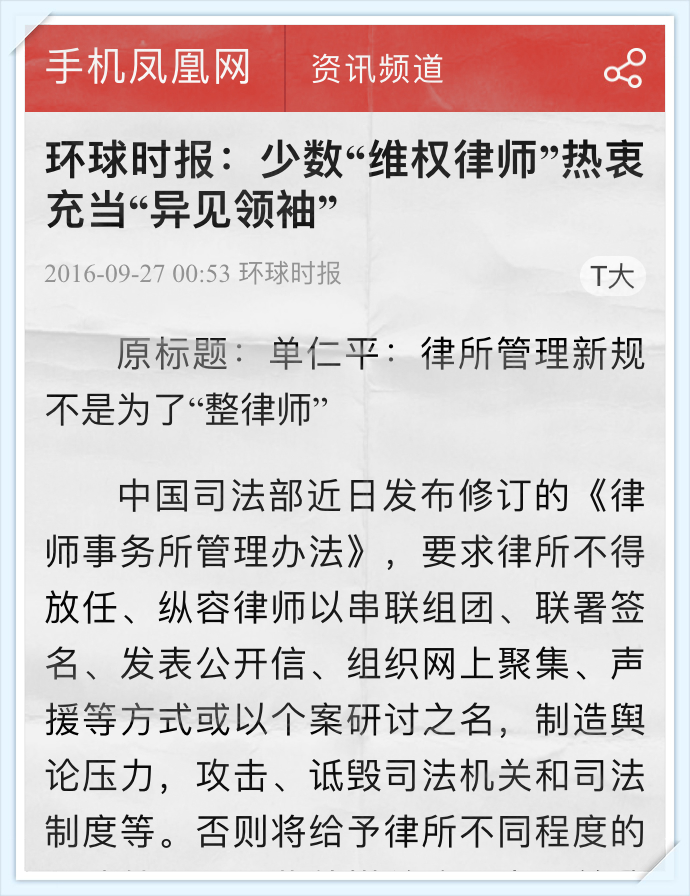 手机凤凰网 资讯频道
环球时报：少数“维权律师”热衷
充当“异见领袖”
2016-09-27 00:53 环球时报
T大
原标题：单仁平：律所管理新规
不是为了“整律师”
中国司法部近日发布修订的《律
师事务所管理办法》，要求律所不得
放任、纵容律师以串联组团、联署签
名、发表公开信、组织网上聚集、声
援等方式或以个案研讨之名，制造舆
论压力，攻击、诋毁司法机关和司法
制度等。否则将给予律所不同程度的